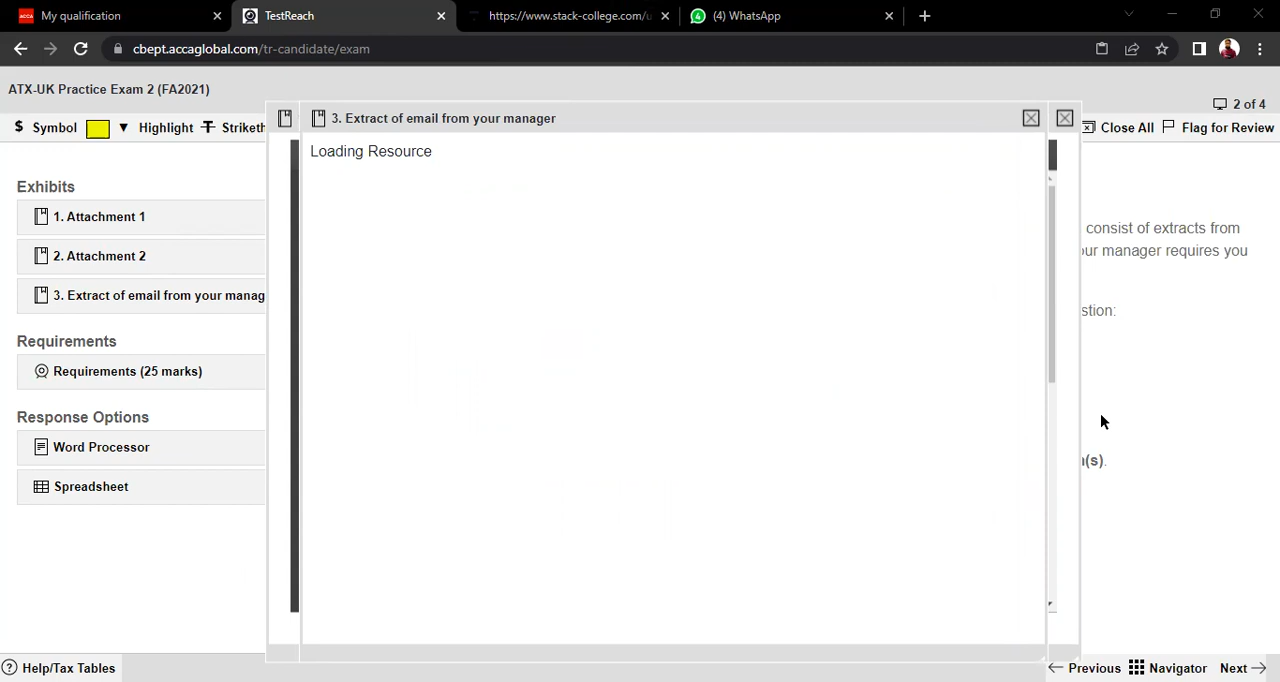 My qualification
TestReach
https://www.stack-college.com/u
(4) WhatsApp
cbept.accaglobal.com/tr-candidate/exam
ATX-UK Practice Exam 2 (FA2021)
2 of 4
$ Symbol
Highlight
Striketh
Close All
Flag for Review
3. Extract of email from your manager
Loading Resource
Exhibits
1. Attachment 1
2. Attachment 2
3. Extract of email from your manag
Requirements
Requirements (25 marks)
Response Options
Word Processor
Spreadsheet
consist of extracts from
ur manager requires you
stion:
(s).
Help/Tax Tables
Previous
Navigator
Next